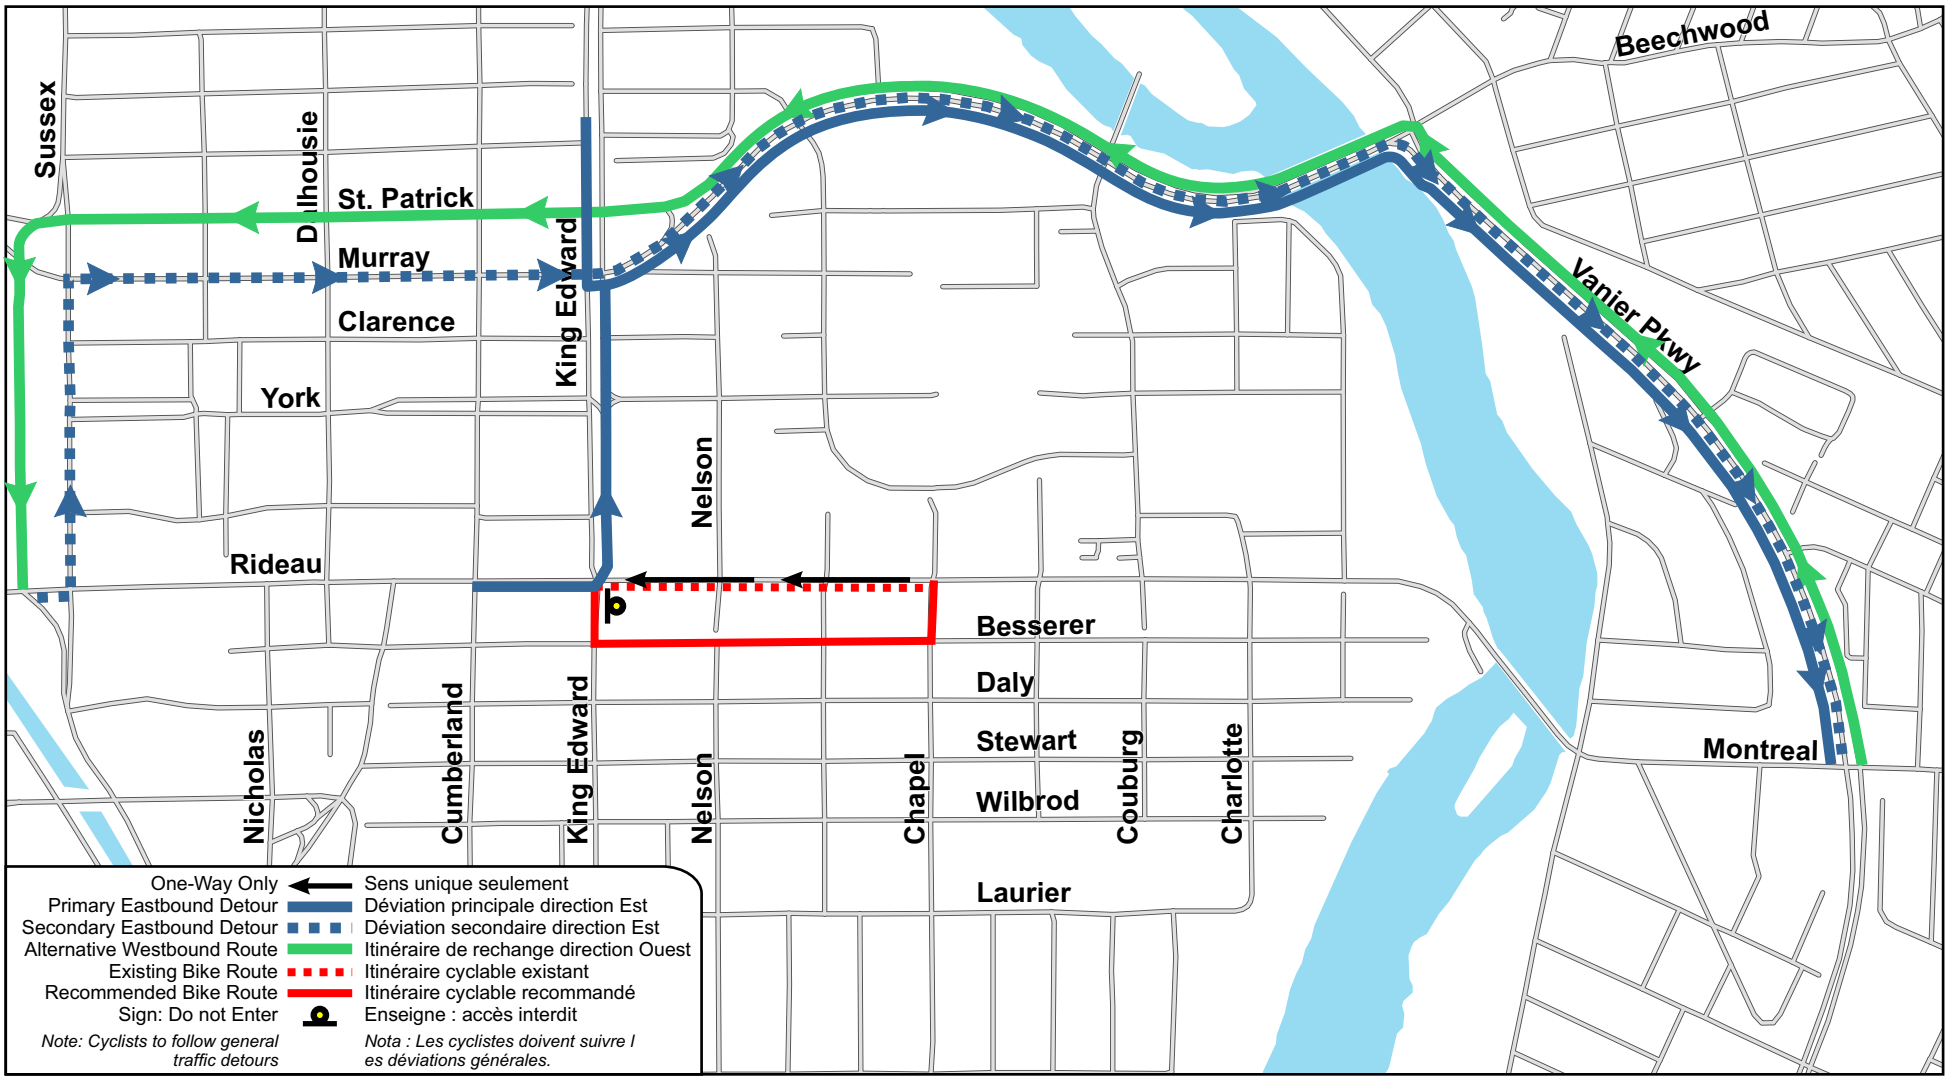 Beechwood
Sussex
Dalhousie
St. Patrick
King Edward
Murray
Vanier Pkwy
Clarence
York
Nelson
Rideau
Besserer
Daly
Stewart
Montreal
Wilbrod
Nicholas
Cumberland
King Edward
Nelson
Chapel
Couburg
Charlotte
Laurier
One-Way Only Sens unique seulement
Primary Eastbound Detour Déviation principale direction Est
Secondary Eastbound Detour Déviation secondaire direction Est
Alternative Westbound Route Itinéraire de rechange direction Ouest
Existing Bike Route Itinéraire cyclable existant
Recommended Bike Route Itinéraire cyclable recommandé
Sign: Do not Enter Enseigne : accès interdit
Note: Cyclists to follow general
traffic detours
Nota : Les cyclistes doivent suivre l
es déviations générales.